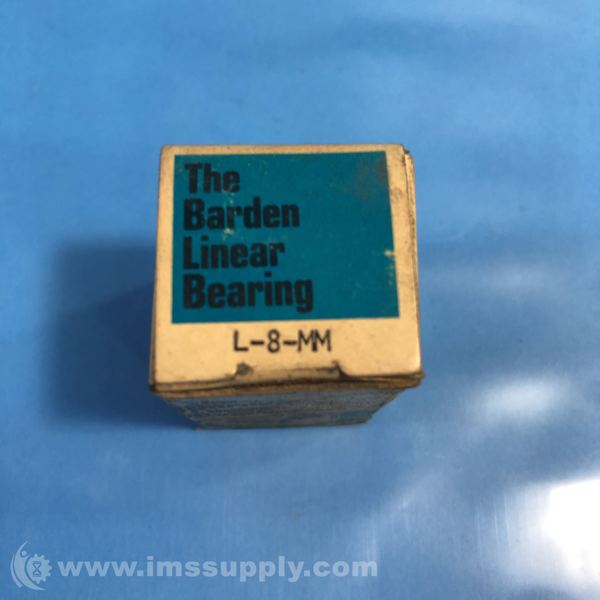 The
Barden
Linear
Bearing
L-8-MM
www.imssupply.com